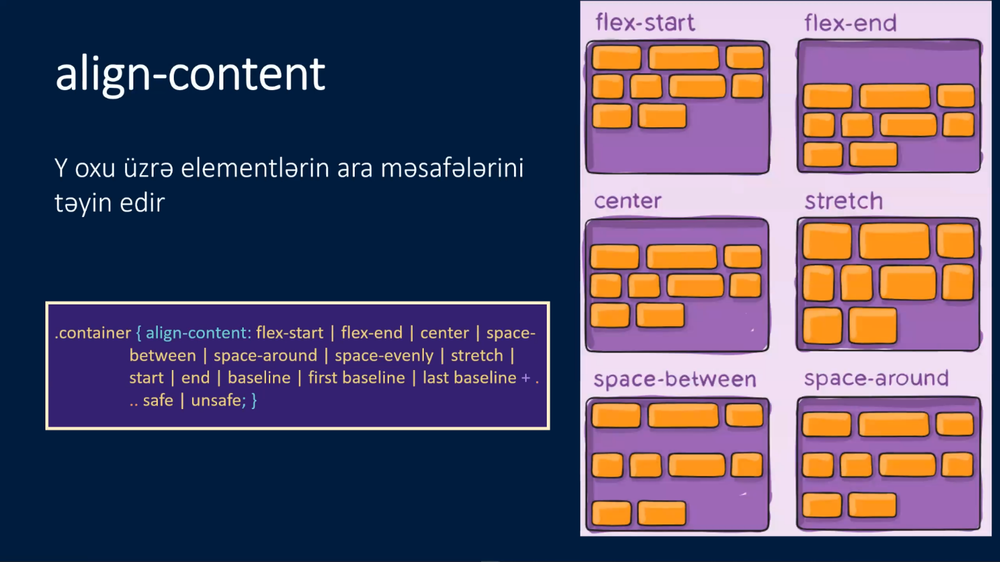 align-content
Y oxu üzrə elementlərin ara məsafələrini
təyin edir
.container { align-content: flex-start | flex-end | center | space-
between | space-around | space-evenly | stretch |
start | end | baseline | first baseline | last baseline + .
.. safe | unsafe; }
flex-start
flex-end
center
stretch
space-between
space-around